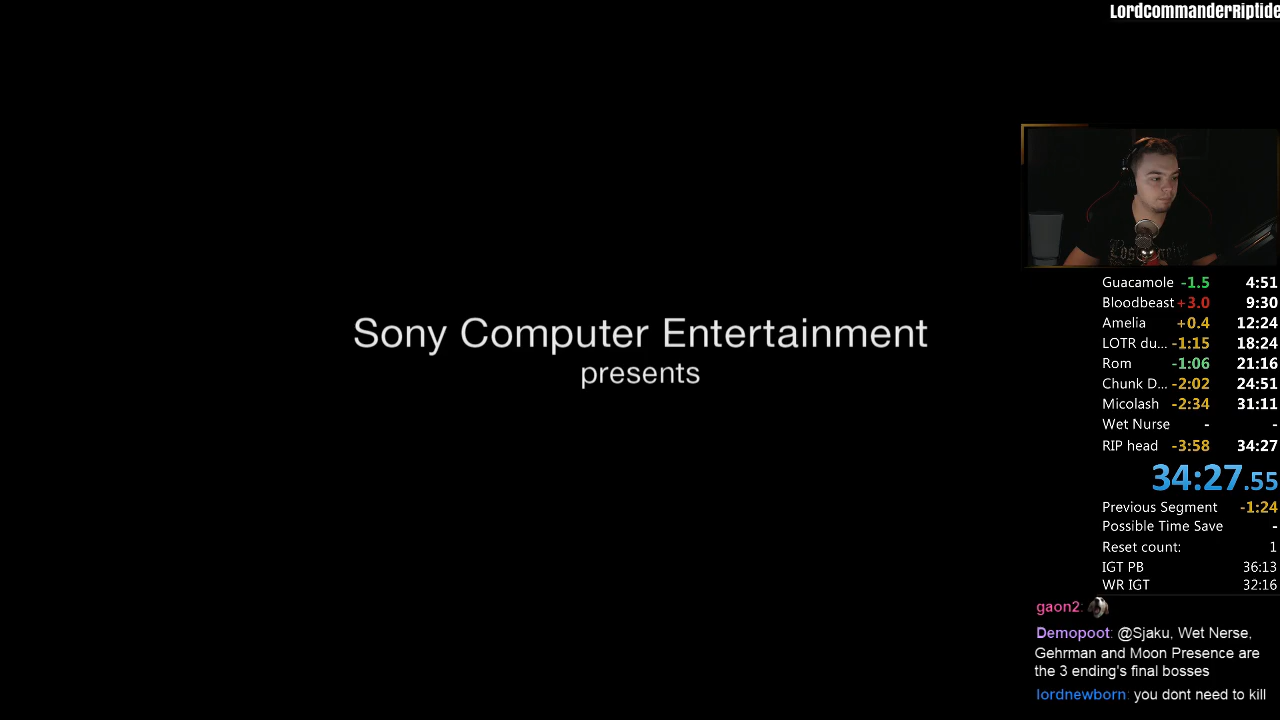 LordCommanderRiptide
Sony Computer Entertainment
presents
Guacamole -1.5 4:51
Bloodbeast +3.0 9:30
Amelia +0.4 12:24
LOTR du... -1:15 18:24
Rom -1:06 21:16
Chunk D... -2:02 24:51
Micolash -2:34 31:11
Wet Nurse - -
RIP head -3:58 34:27
34:27.55
Previous Segment -1:24
Possible Time Save -
Reset count: 1
IGT PB 36:13
WR IGT 32:16
gaon2:
Demopoot: @Sjaku, Wet Nerse,
Gehrman and Moon Presence are
the 3 ending's final bosses
lordnewborn: you dont need to kill